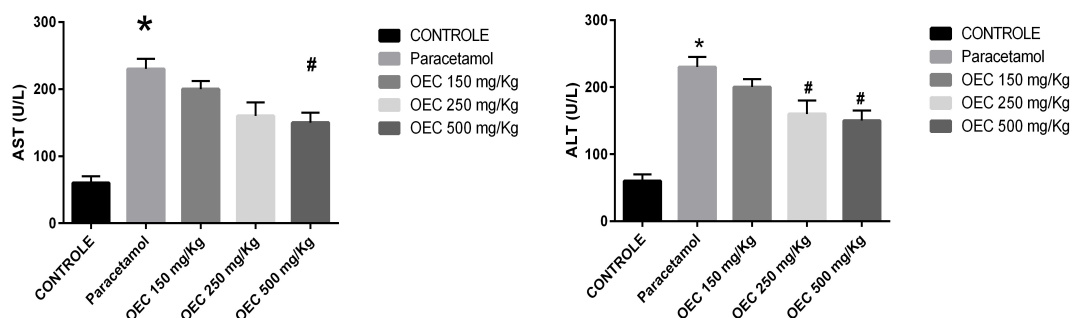 300
200
100
0
AST (U/L)
*
#
CONTROLE
Paracetamol
OEC 150 mg/Kg
OEC 250 mg/Kg
OEC 500 mg/Kg
CONTROLE
Paracetamol
OEC 150 mg/Kg
OEC 250 mg/Kg
OEC 500 mg/Kg
300
200
100
0
ALT (U/L)
*
#
#
CONTROLE
Paracetamol
OEC 150 mg/Kg
OEC 250 mg/Kg
OEC 500 mg/Kg
CONTROLE
Paracetamol
OEC 150 mg/Kg
OEC 250 mg/Kg
OEC 500 mg/Kg